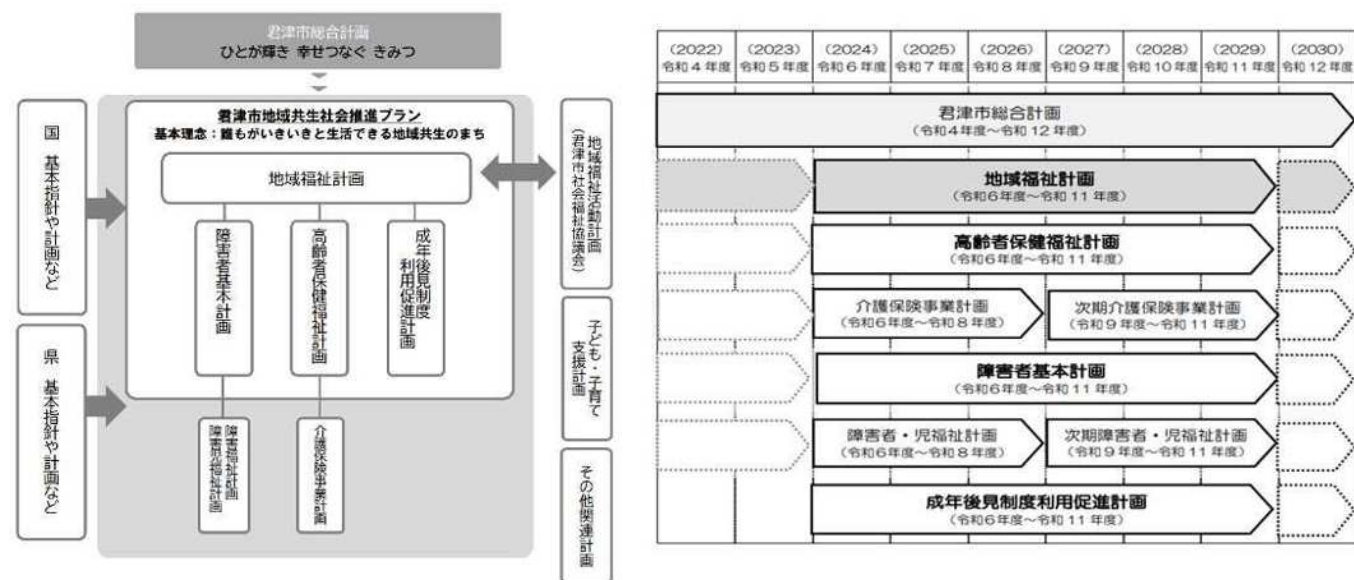 君津市総合計画
ひとが輝き 幸せつなぐ きみつ
君津市地域共生社会推進プラン
基本理念：誰もがいきいきと生活できる地域共生のまち
地域福祉計画
障害者基本計画
高齢者保健福祉計画
成年後見制度
利用促進計画
障害福祉計画
障害児福祉計画
介護保険事業計画
国 基本指針や計画など
県 基本指針や計画など
地域福祉活動計画
(君津市社会福祉協議会)
子ども・子育て
支援計画
その他関連計画
(2022) (2023) (2024) (2025) (2026) (2027) (2028) (2029) (2030)
令和4年度 令和5年度 令和6年度 令和7年度 令和8年度 令和9年度 令和10年度 令和11年度 令和12年度
君津市総合計画
(令和4年度～令和12年度)
地域福祉計画
(令和6年度～令和11年度)
高齢者保健福祉計画
(令和6年度～令和11年度)
介護保険事業計画 次期介護保険事業計画
(令和6年度～令和8年度) (令和9年度～令和11年度)
障害者基本計画
(令和6年度～令和11年度)
障害者・児福祉計画 次期障害者・児福祉計画
(令和6年度～令和8年度) (令和9年度～令和11年度)
成年後見制度利用促進計画
(令和6年度～令和11年度)